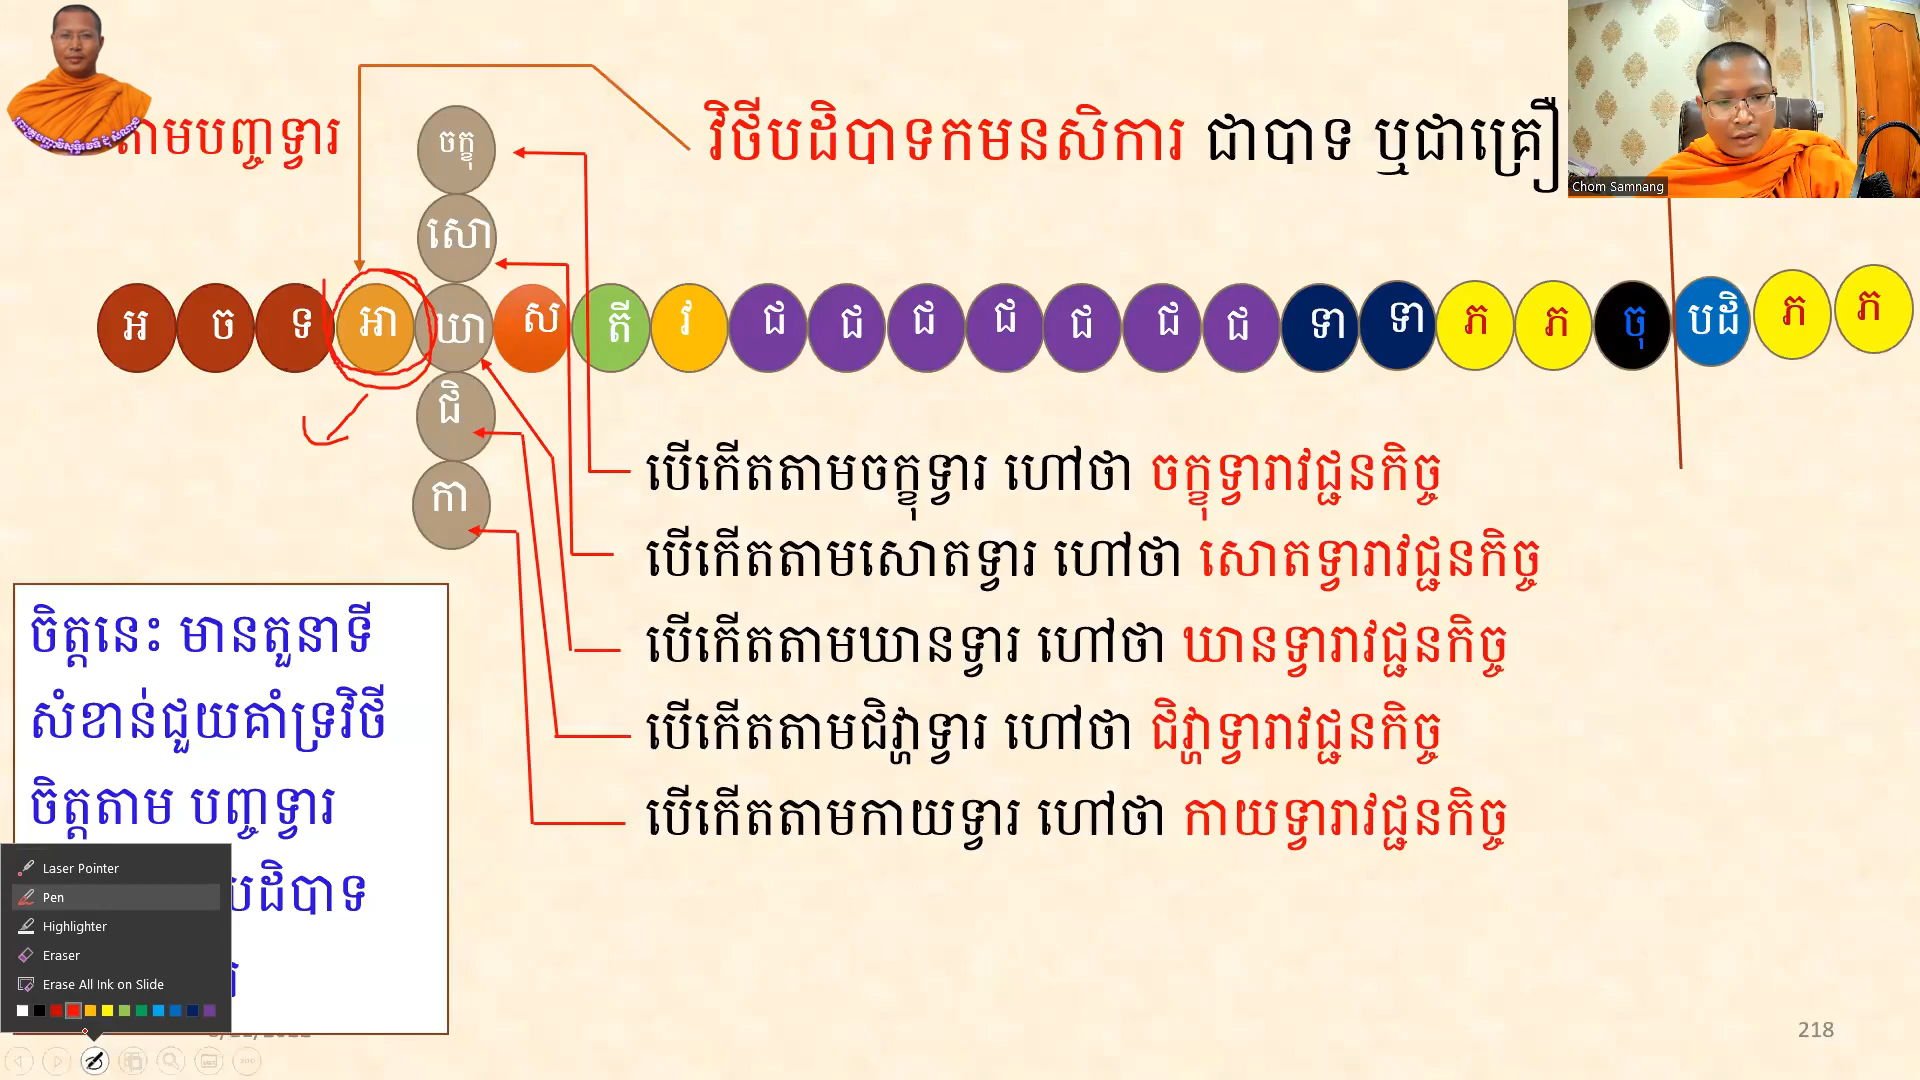 តាមបញ្ចទ្វារ
វិថីបដិបាទកមនសិការ ជាបាទ ឬជាគ្រឿ
Chom Samnang
ចក្ខុ
សោ
អ ច ទ អា ឃា ស តី វ ជ ជ ជ ជ ជ ជ ជ ទា ទា ភ ភ ចុ បដិ ភ ភ
ជិ
កា
បើកើតតាមចក្ខុទ្វារ ហៅថា ចក្ខុទ្វារាវជ្ជនកិច្ច
បើកើតតាមសោតទ្វារ ហៅថា សោតទ្វារាវជ្ជនកិច្ច
បើកើតតាមឃានទ្វារ ហៅថា ឃានទ្វារាវជ្ជនកិច្ច
បើកើតតាមជិវ្ហាទ្វារ ហៅថា ជិវ្ហាទ្វារាវជ្ជនកិច្ច
បើកើតតាមកាយទ្វារ ហៅថា កាយទ្វារាវជ្ជនកិច្ច
ចិត្តនេះ មានតួនាទី
សំខាន់ជួយគាំទ្រវិថី
ចិត្តតាម បញ្ចទ្វារ
បដិបាទ
Laser Pointer
Pen
Highlighter
Eraser
Erase All Ink on Slide
218